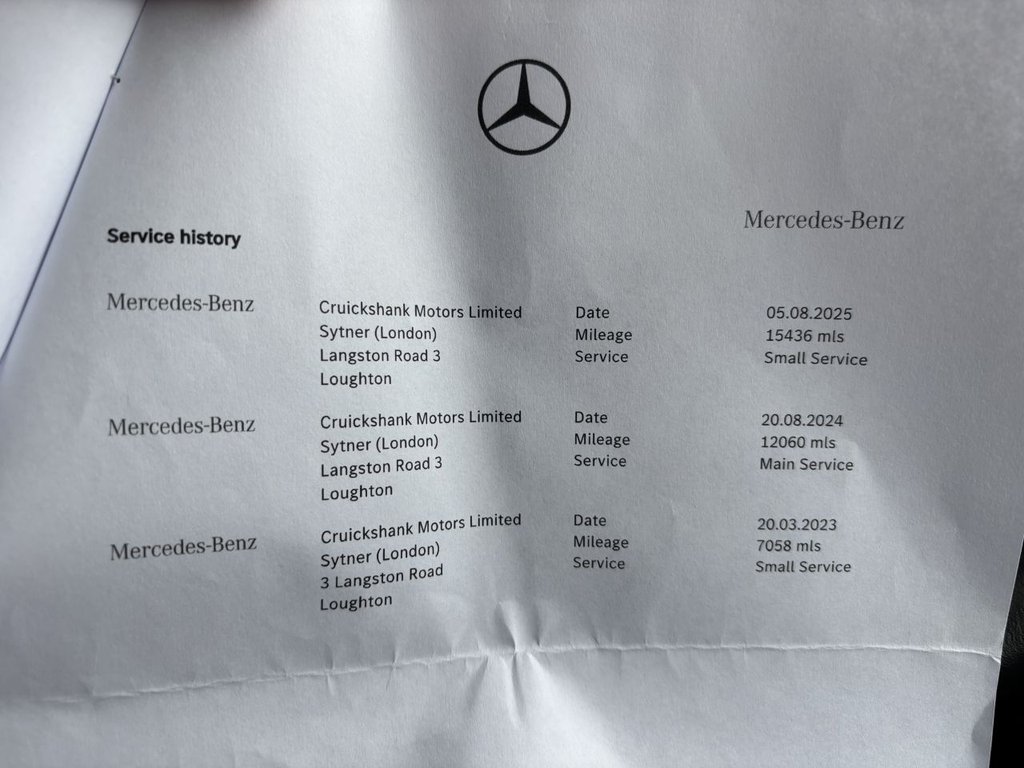 Mercedes-Benz
Service history
Mercedes-Benz
Cruickshank Motors Limited
Sytner (London)
Langston Road 3
Loughton
Date 05.08.2025
Mileage 15436 mls
Service Small Service
Mercedes-Benz
Cruickshank Motors Limited
Sytner (London)
Langston Road 3
Loughton
Date 20.08.2024
Mileage 12060 mls
Service Main Service
Mercedes-Benz
Cruickshank Motors Limited
Sytner (London)
3 Langston Road
Loughton
Date 20.03.2023
Mileage 7058 mls
Service Small Service